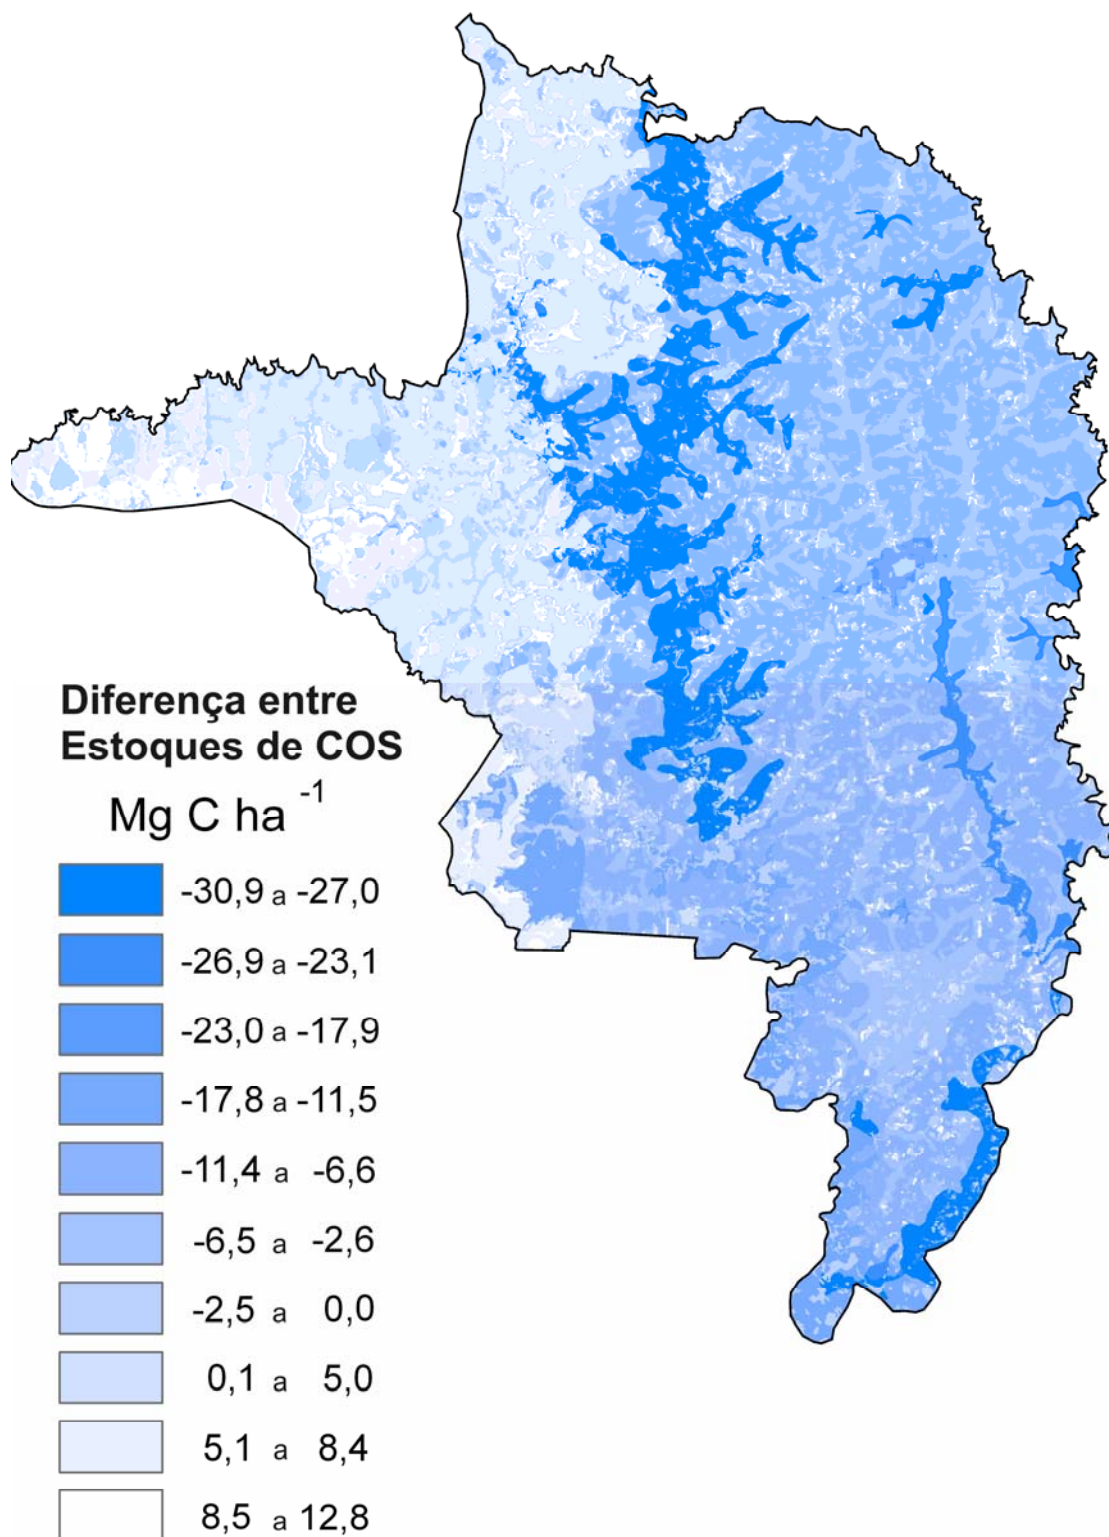 Diferença entre
Estoques de COS
Mg C ha -1
-30,9 a -27,0
-26,9 a -23,1
-23,0 a -17,9
-17,8 a -11,5
-11,4 a -6,6
-6,5 a -2,6
-2,5 a 0,0
0,1 a 5,0
5,1 a 8,4
8,5 a 12,8